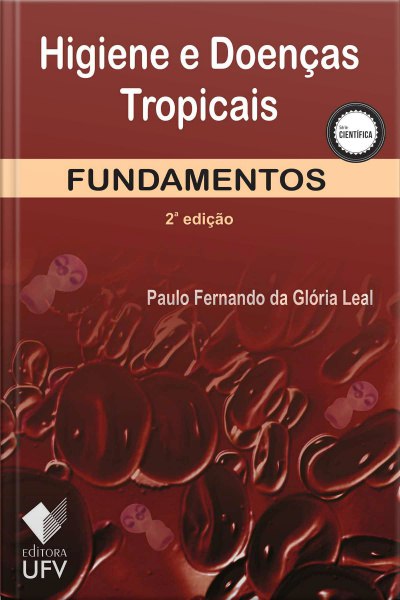 Higiene e Doenças
Tropicais
Série
CIENTÍFICA
FUNDAMENTOS
2ª edição
Paulo Fernando da Glória Leal
EDITORA
UFV